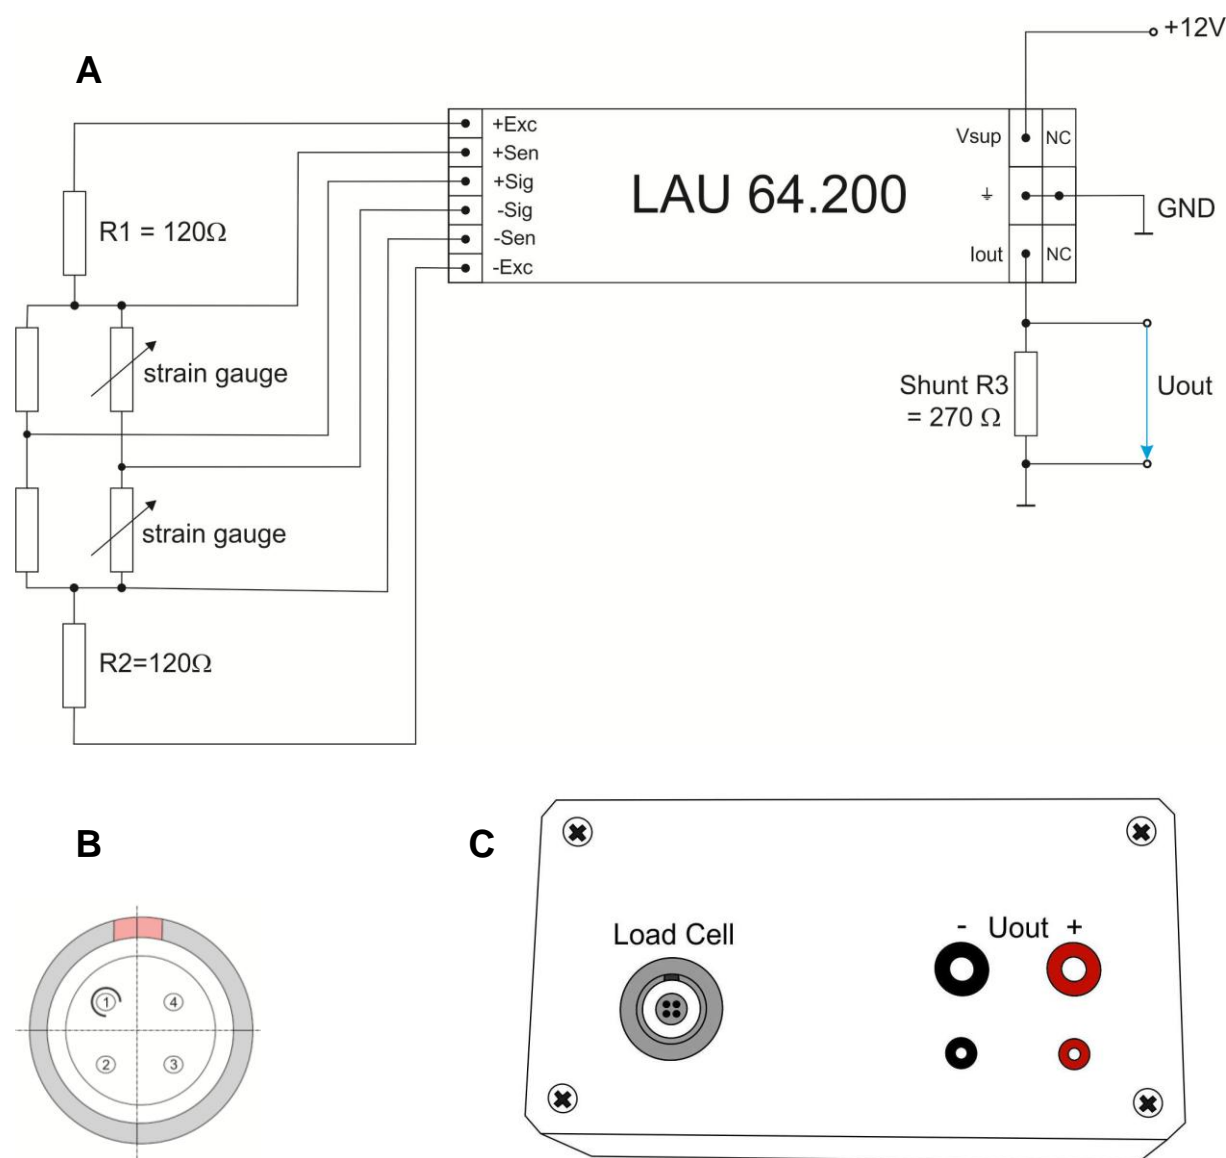 A
+12V
+Exc
+Sen
+Sig
-Sig
-Sen
-Exc
LAU 64.200
Vsup
NC
⏚
GND
Iout
NC
R1 = 120Ω
strain gauge
strain gauge
R2=120Ω
Shunt R3
= 270 Ω
Uout
B
1
4
2
3
C
Load Cell
- Uout +